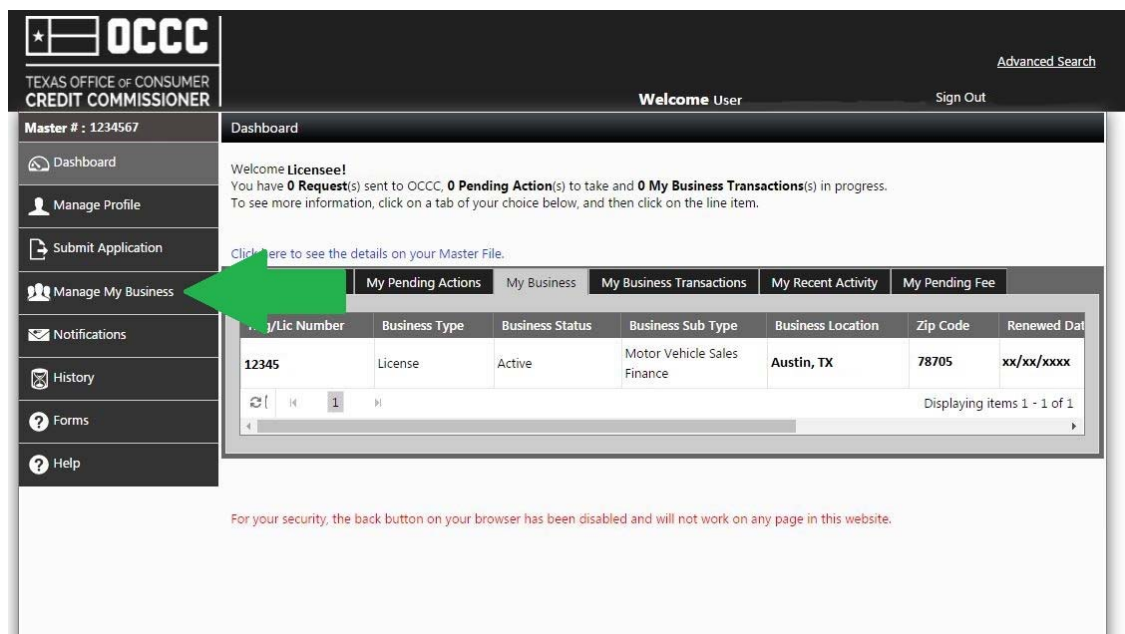 OCCC
TEXAS OFFICE OF CONSUMER
CREDIT COMMISSIONER
Advanced Search
Welcome User
Sign Out
Master # : 1234567
Dashboard
Manage Profile
Submit Application
Manage My Business
Notifications
History
Forms
Help
Dashboard
Welcome Licensee!
You have 0 Request(s) sent to OCCC, 0 Pending Action(s) to take and 0 My Business Transactions(s) in progress.
To see more information, click on a tab of your choice below, and then click on the line item.
Click here to see the details on your Master File.
My Pending Actions My Business My Business Transactions My Recent Activity My Pending Fee
/Lic Number Business Type Business Status Business Sub Type Business Location Zip Code Renewed Dat
12345 License Active Motor Vehicle Sales Austin, TX 78705 xx/xx/xxxx
Finance
1 Displaying items 1 - 1 of 1
For your security, the back button on your browser has been disabled and will not work on any page in this website.